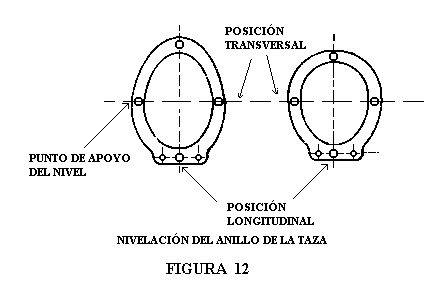 POSICIÓN
TRANSVERSAL
PUNTO DE APOYO
DEL NIVEL
POSICIÓN
LONGITUDINAL
NIVELACIÓN DEL ANILLO DE LA TAZA
FIGURA 12